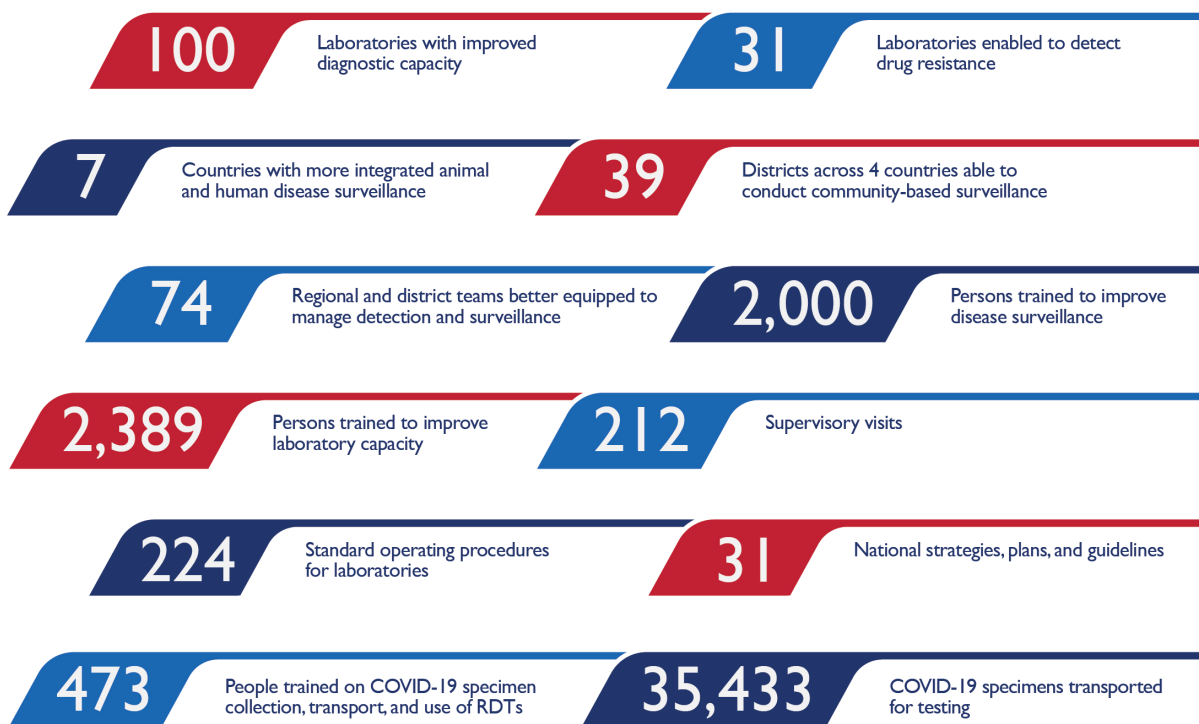 100
Laboratories with improved
diagnostic capacity
31
Laboratories enabled to detect
drug resistance
7
Countries with more integrated animal
and human disease surveillance
39
Districts across 4 countries able to
conduct community-based surveillance
74
Regional and district teams better equipped to
manage detection and surveillance
2,000
Persons trained to improve
disease surveillance
2,389
Persons trained to improve
laboratory capacity
212
Supervisory visits
224
Standard operating procedures
for laboratories
31
National strategies, plans, and guidelines
473
People trained on COVID-19 specimen
collection, transport, and use of RDTs
35,433
COVID-19 specimens transported
for testing